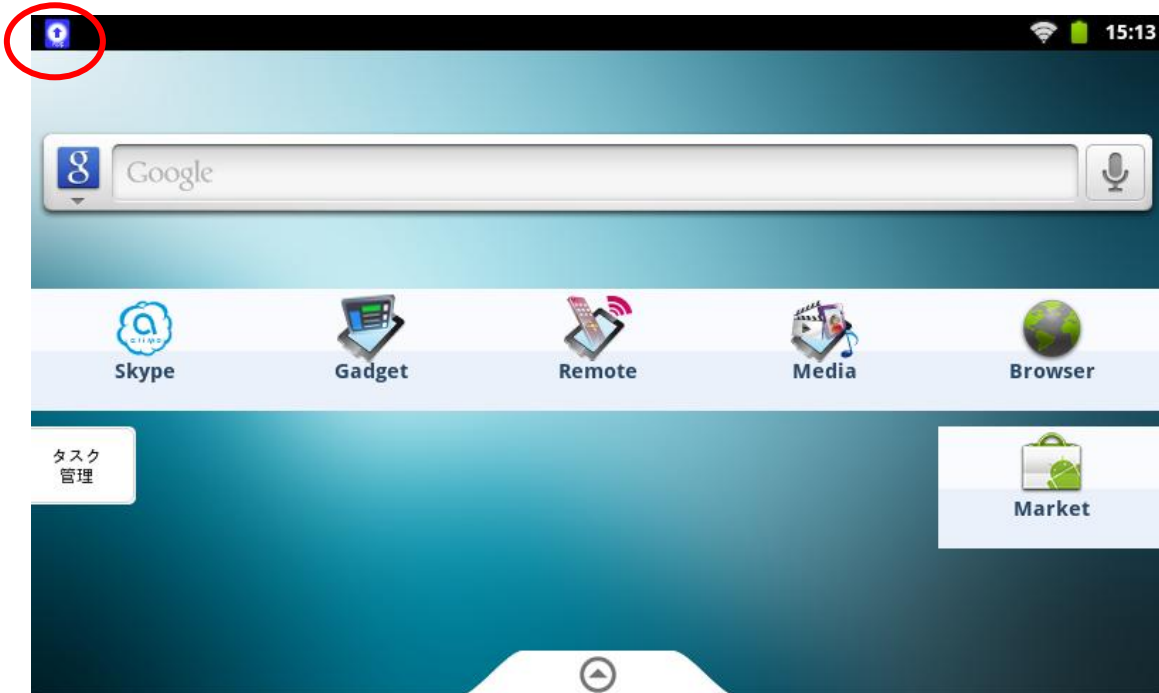 15:13
Google
Skype
Gadget
Remote
Media
Browser
タスク
管理
Market